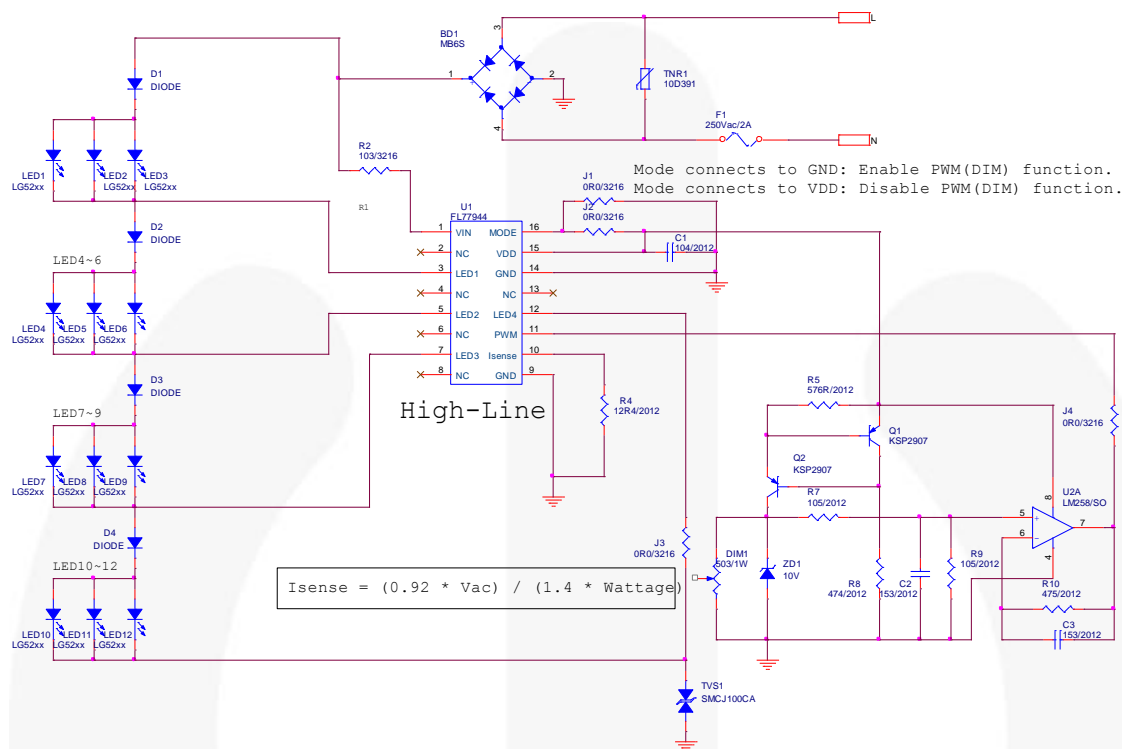 L
3
BD1
MB6S
1
2
4
TNR1
10D391
F1
250Vac/2A
N
D1
DIODE
Mode connects to GND: Enable PWM(DIM) function.
Mode connects to VDD: Disable PWM(DIM) function.
R2
103/3216
R1
LED1
LG52xx
LED2
LG52xx
LED3
LG52xx
J1
0R0/3216
J2
0R0/3216
U1
FL77944
1 VIN MODE 16
2 NC VDD 15
3 LED1 GND 14
4 NC NC 13
5 LED2 LED4 12
6 NC PWM 11
7 LED3 Isense 10
8 NC GND 9
C1
104/2012
High-Line
D2
DIODE
LED4~6
LED4
LG52xx
LED5
LG52xx
LED6
LG52xx
D3
DIODE
LED7~9
LED7
LG52xx
LED8
LG52xx
LED9
LG52xx
R4
12R4/2012
R5
576R/2012
Q1
KSP2907
Q2
KSP2907
J4
0R0/3216
U2A
LM258/SO
8
5
+
6
-
7
4
R7
105/2012
D4
DIODE
LED10~12
LED10
LG52xx
LED11
LG52xx
LED12
LG52xx
J3
0R0/3216
DIM1
503/1W
ZD1
10V
R8
474/2012
C2
153/2012
R9
105/2012
R10
475/2012
C3
153/2012
Isense = (0.92 * Vac) / (1.4 * Wattage)
TVS1
SMCJ100CA